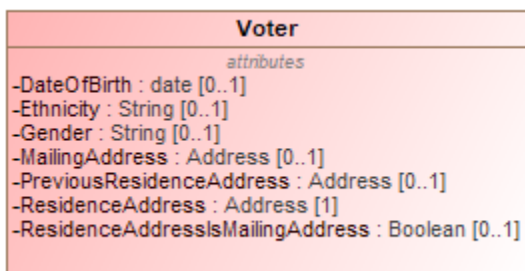 Voter
attributes
-DateOfBirth : date [0..1]
-Ethnicity : String [0..1]
-Gender : String [0..1]
-MailingAddress : Address [0..1]
-PreviousResidenceAddress : Address [0..1]
-ResidenceAddress : Address [1]
-ResidenceAddressIsMailingAddress : Boolean [0..1]